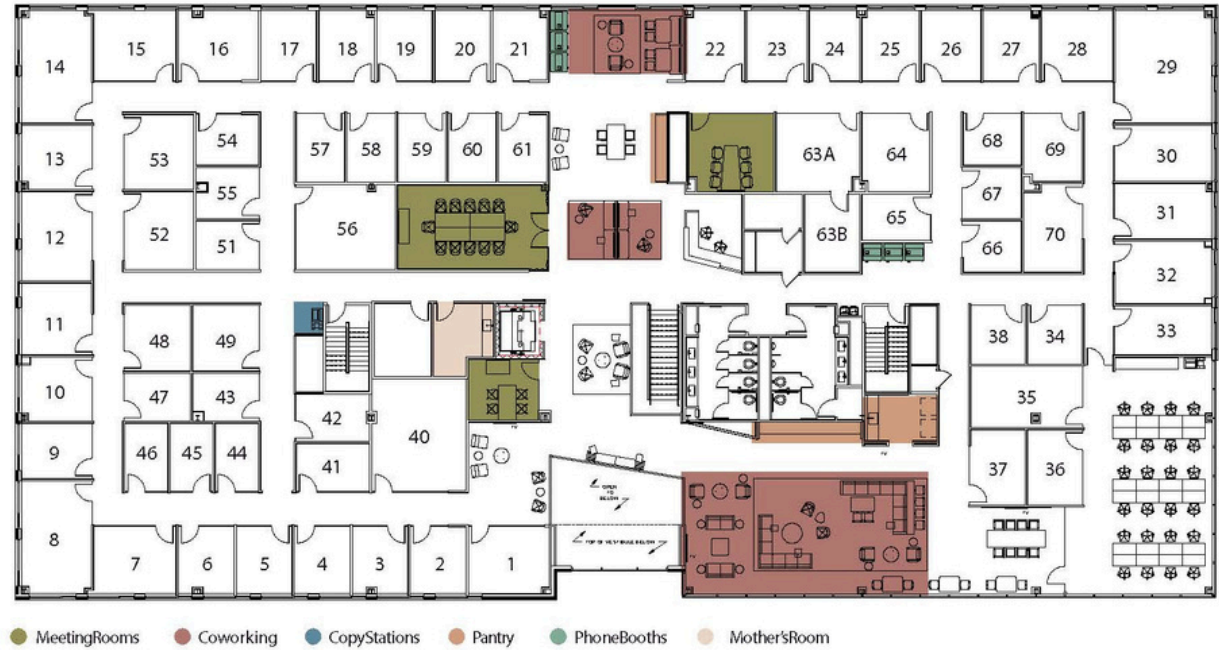 15 16 17 18 19 20 21 22 23 24 25 26 27 28
14 29
54 57 58 59 60 61 63A 64 68 69
13 53 30
55 67
12 52 51 56 63B 65 66 70 31
32
11 48 49 38 34 33
10 47 43 42 40 35
9 46 45 44 41 37 36
OPEN
TO
BELOW
8 7 6 5 4 3 2 1
MeetingRooms Coworking CopyStations Pantry PhoneBooths Mother'sRoom